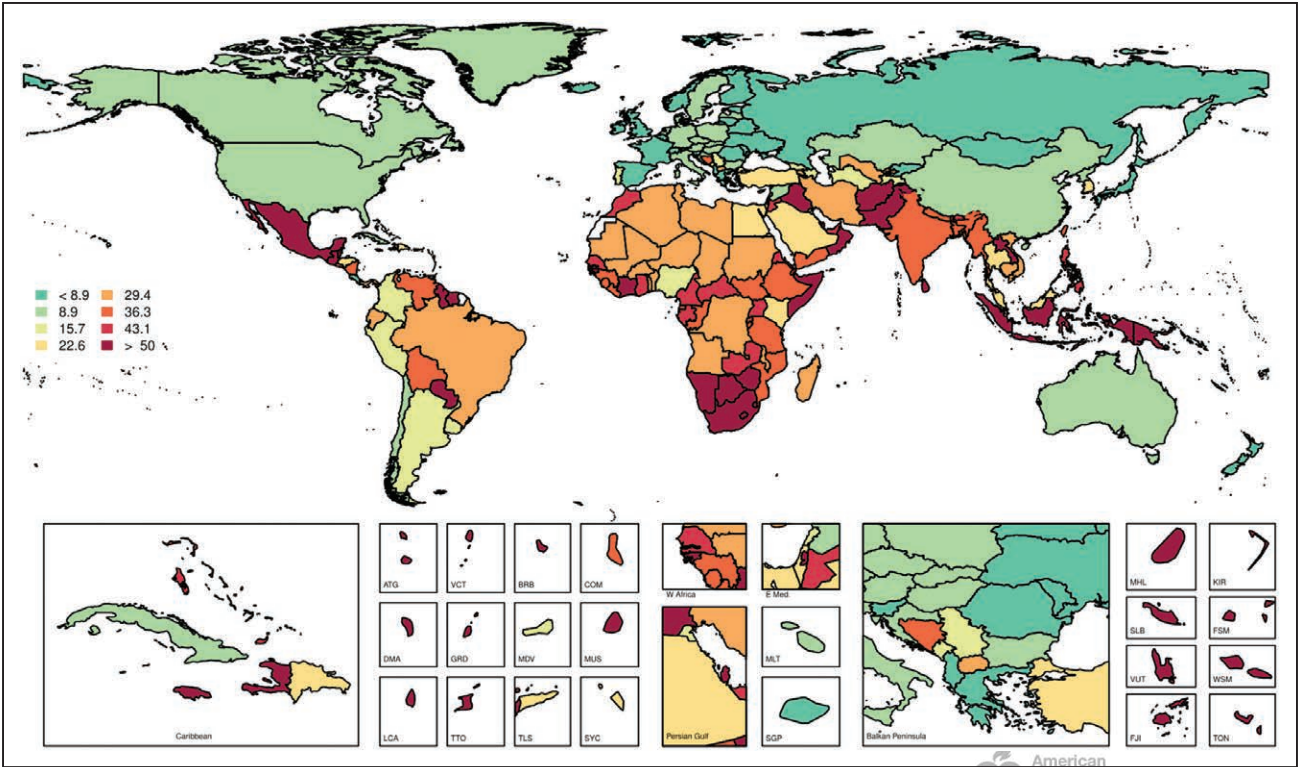 < 8.9 29.4
8.9 36.3
15.7 43.1
22.6 > 50
ATG VCT BRB COM
W Africa E Med
MHL KIR
DMA GRD MDV MUS
MLT
SLB FSM
LCA TTO TLS SYC
Caribbean
Persian Gulf SGP
Balkan Peninsula
VUT WSM
FJI TON
American